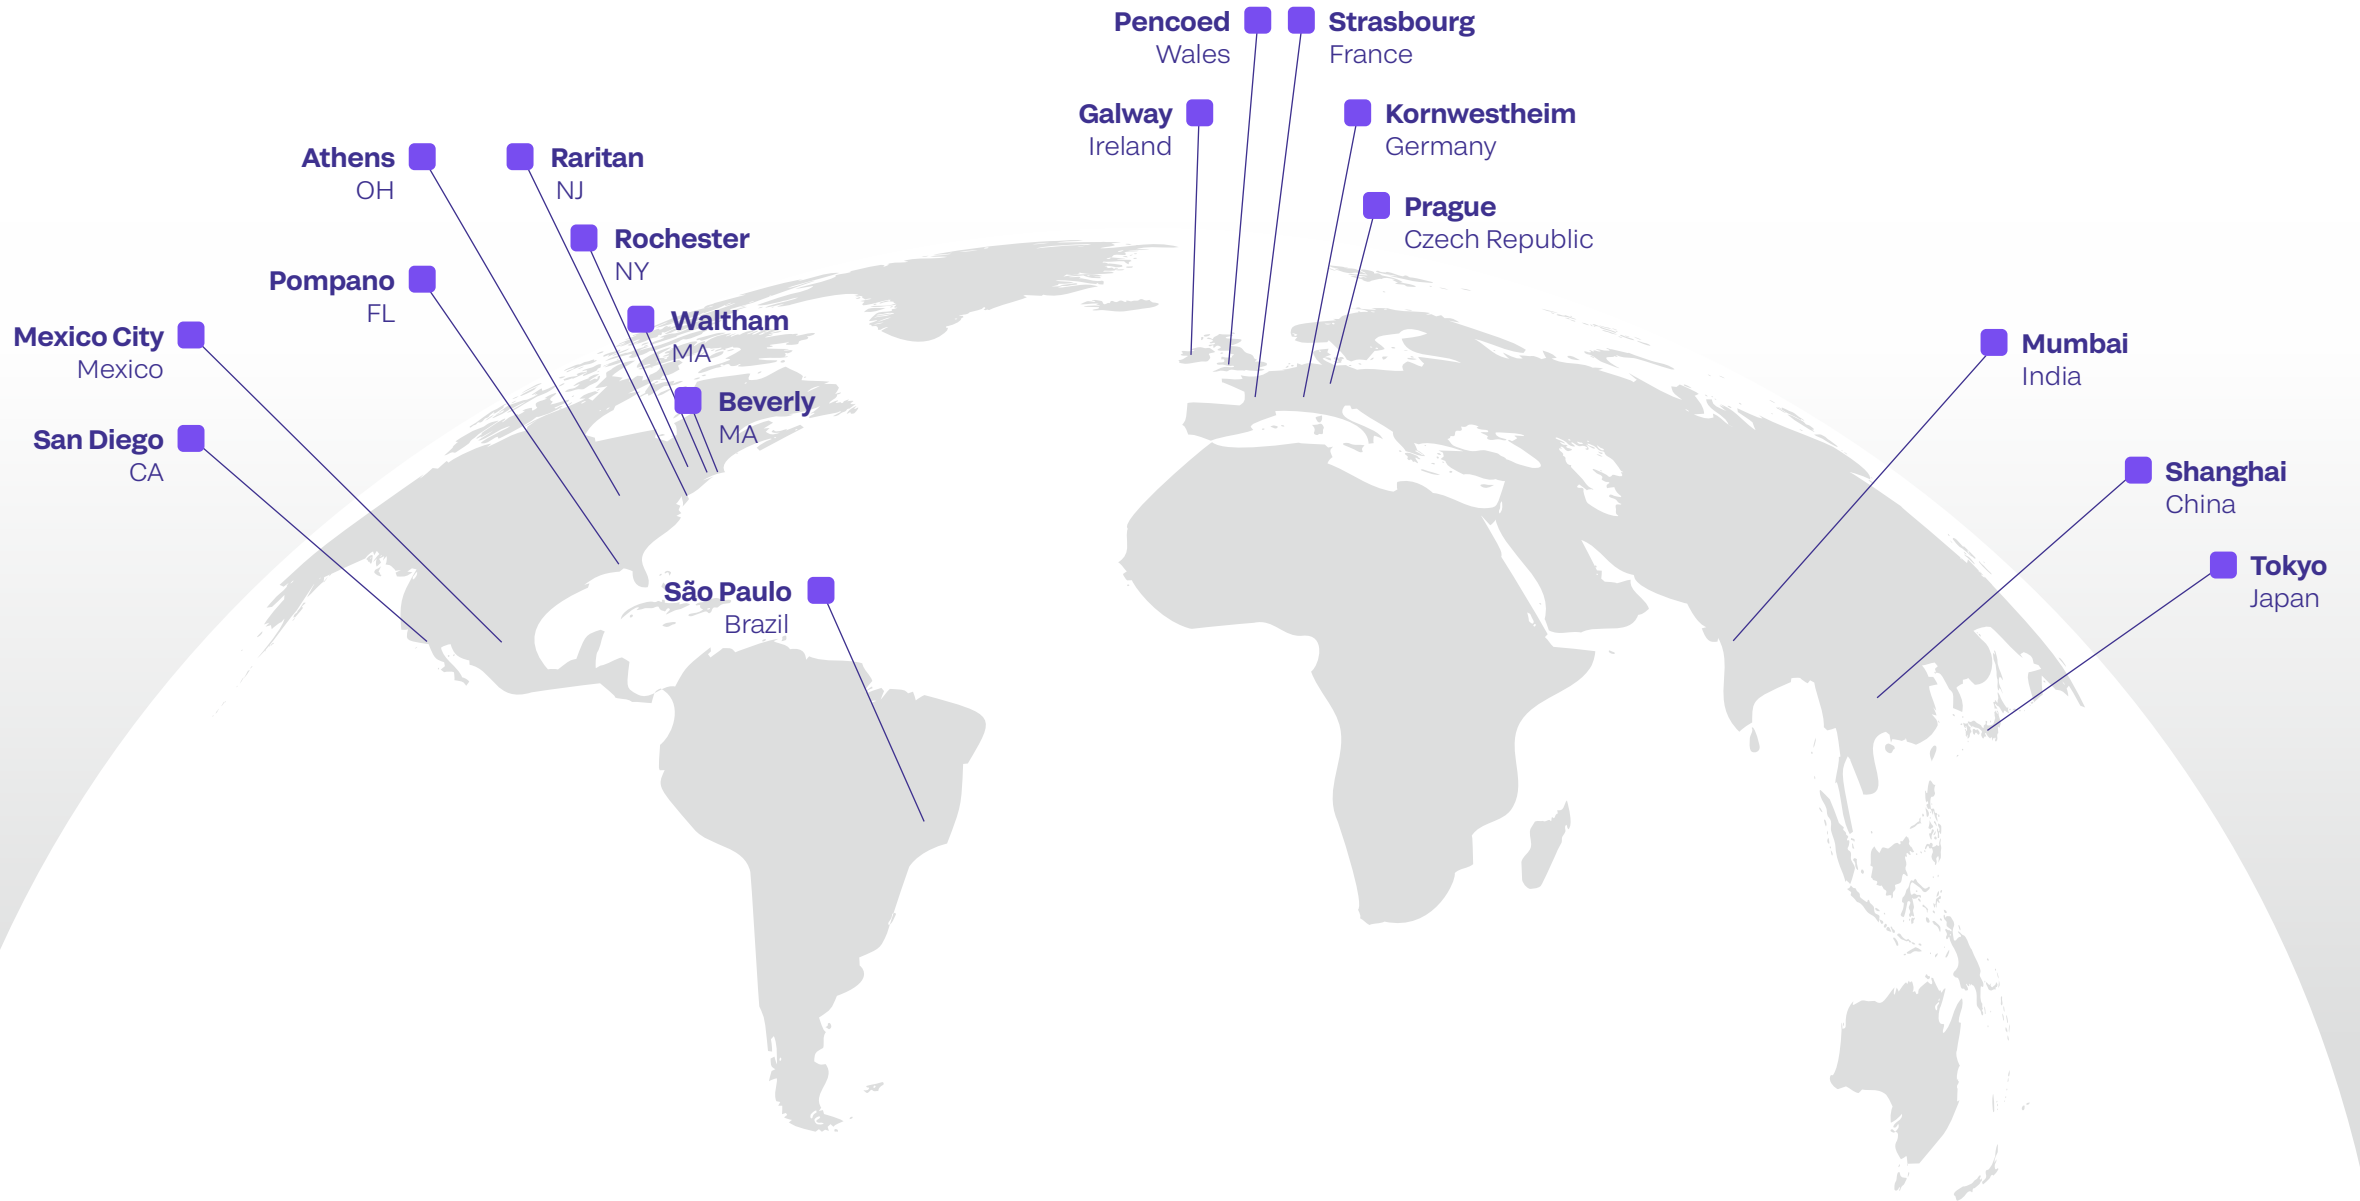 Pencoed
Wales
Strasbourg
France
Galway
Ireland
Kornwestheim
Germany
Athens
OH
Raritan
NJ
Prague
Czech Republic
Rochester
NY
Pompano
FL
Waltham
MA
Mexico City
Mexico
Mumbai
India
Beverly
MA
San Diego
CA
Shanghai
China
Tokyo
Japan
São Paulo
Brazil